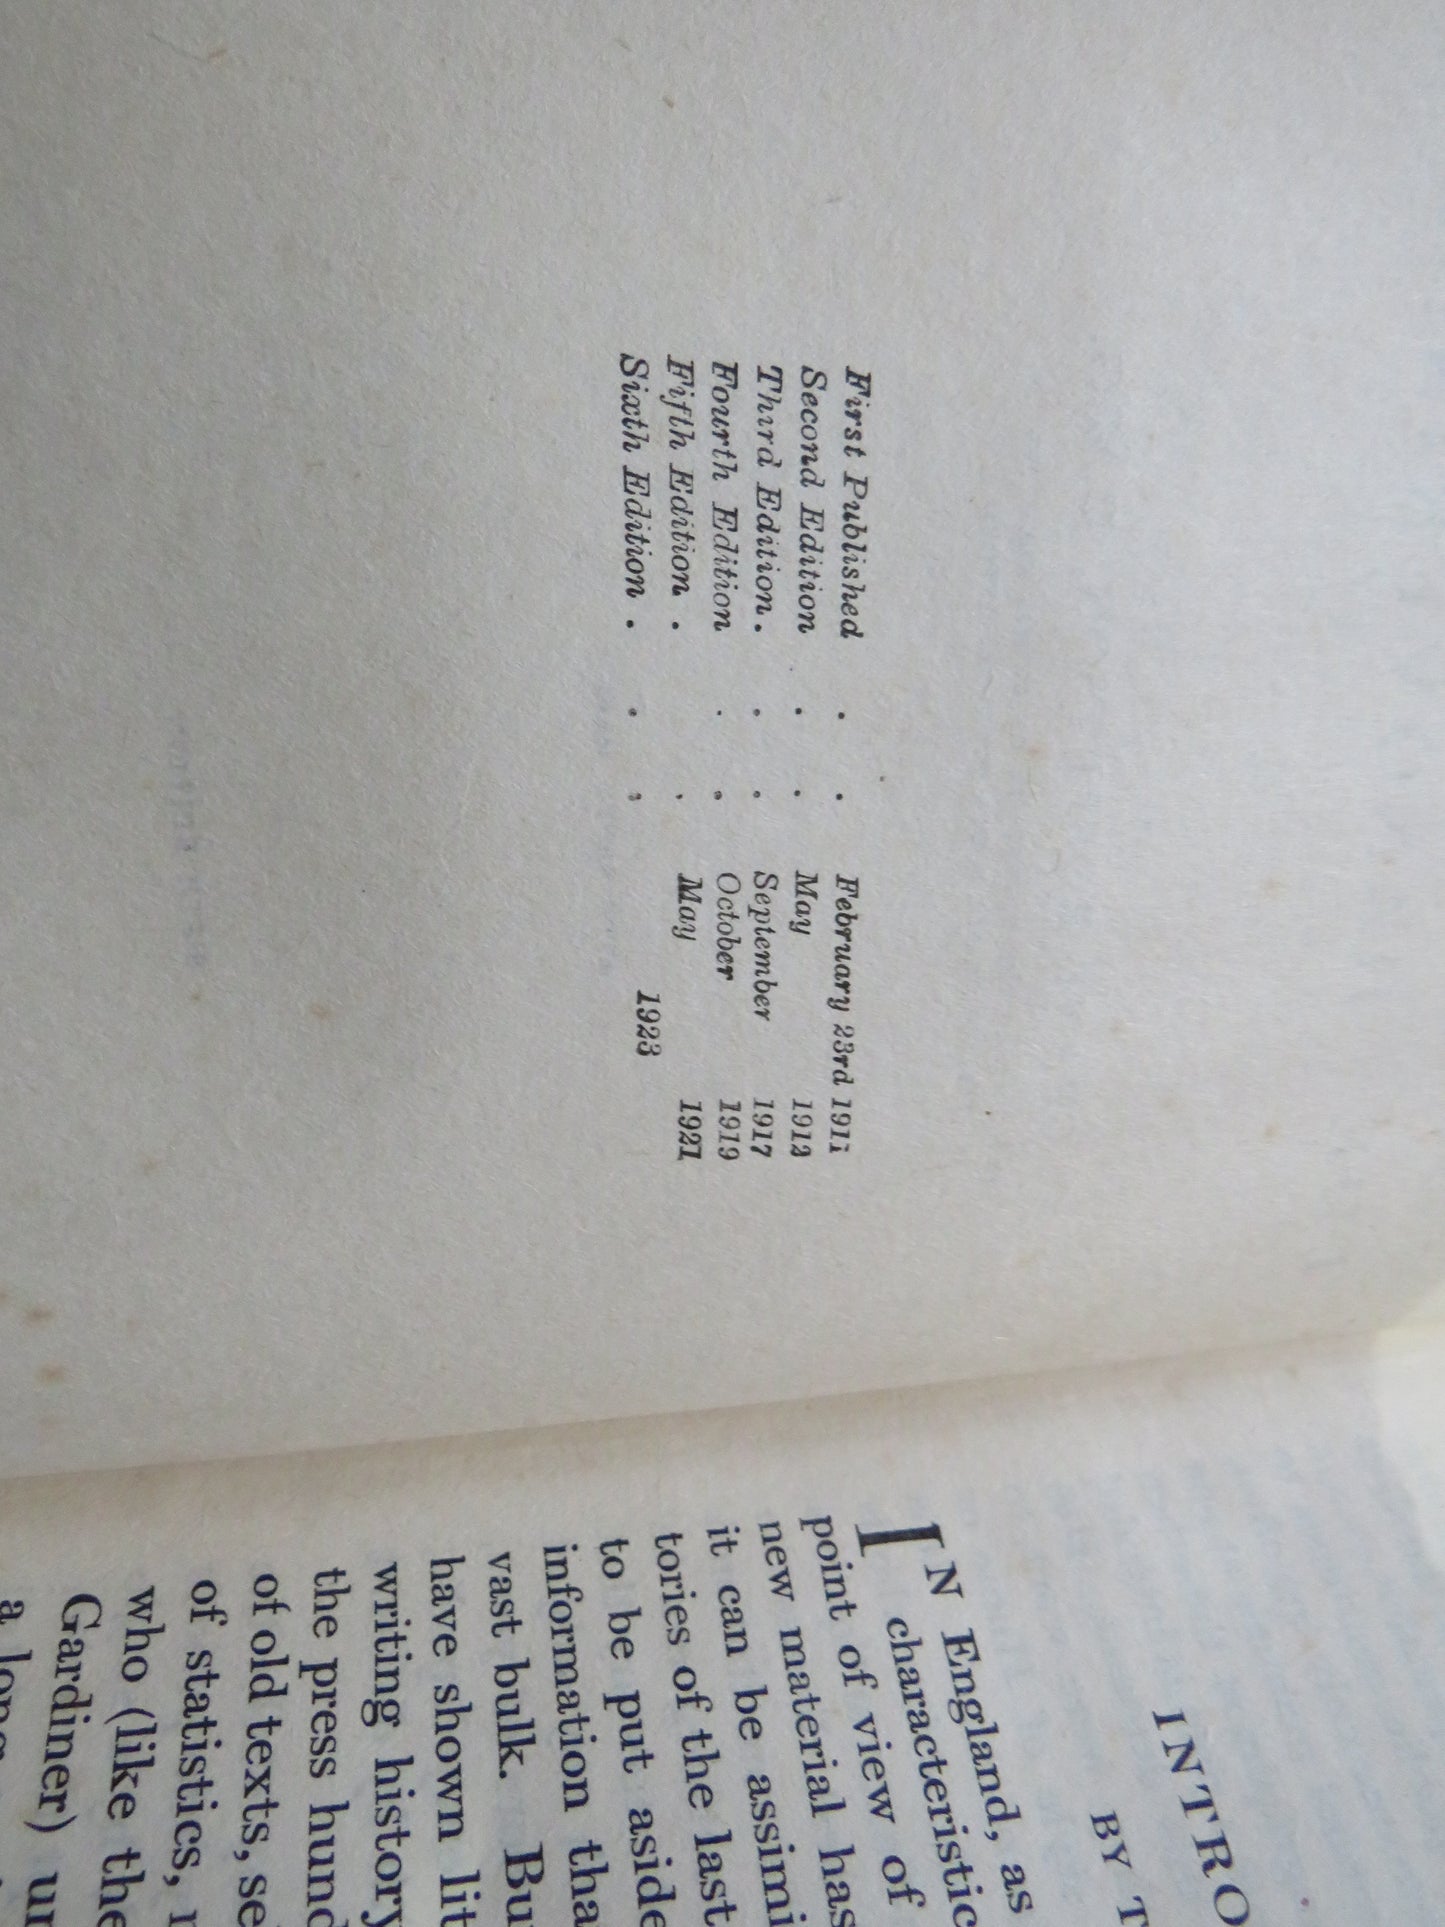 First Published . . February 23rd 1911
Second Edition . . May 1912
Third Edition . . . September 1917
Fourth Edition . . October 1919
Fifth Edition . . May 1921
Sixth Edition . . . 1923
INTRO
BY T
IN England, as
characteristic
point of view of
new material has
it can be assimi
tories of the last
to be put aside
information tha
vast bulk. Bu
have shown lit
writing history
the press hund
of old texts, se
of statistics, r
who (like the
Gardiner) un
a long